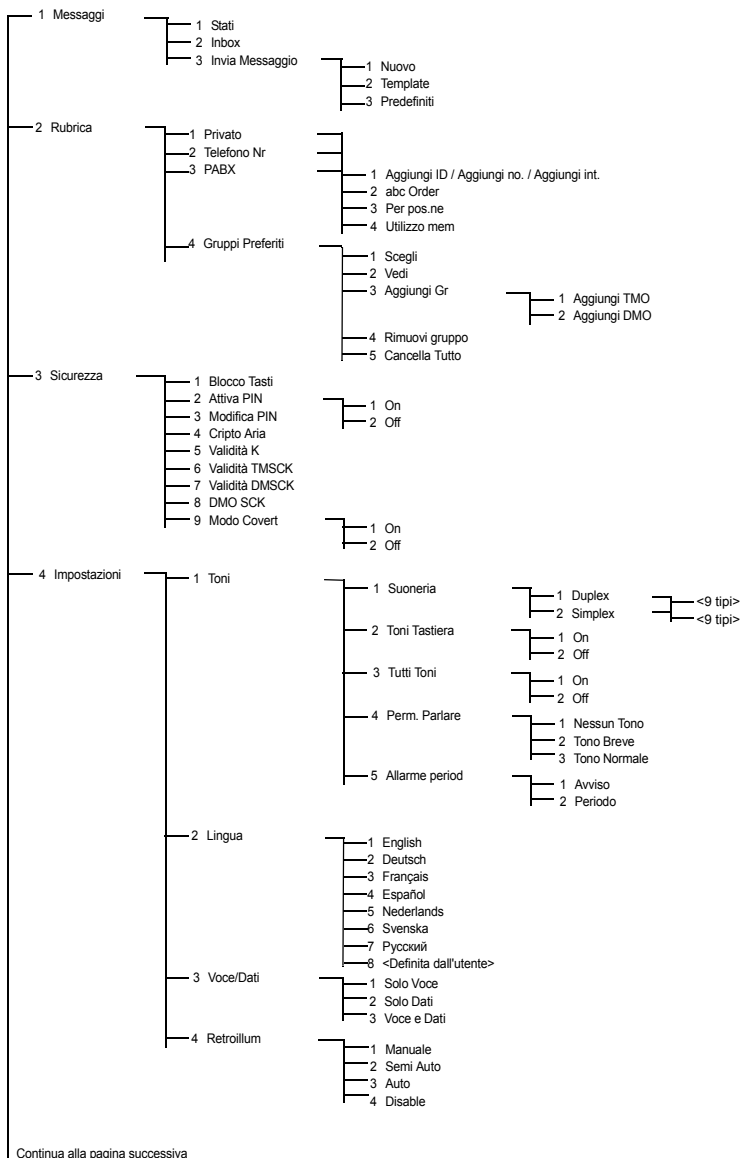 1 Messaggi
1 Stati
2 Inbox
3 Invia Messaggio
1 Nuovo
2 Template
3 Predefiniti
2 Rubrica
1 Privato
2 Telefono Nr
3 PABX
1 Aggiungi ID / Aggiungi no. / Aggiungi int.
2 abc Order
3 Per pos.ne
4 Utilizzo mem
4 Gruppi Preferiti
1 Scegli
2 Vedi
3 Aggiungi Gr
1 Aggiungi TMO
2 Aggiungi DMO
4 Rimuovi gruppo
5 Cancella Tutto
3 Sicurezza
1 Blocco Tasti
2 Attiva PIN
1 On
2 Off
3 Modifica PIN
4 Cripto Aria
5 Validità K
6 Validità TMSCK
7 Validità DMSCK
8 DMO SCK
9 Modo Covert
1 On
2 Off
4 Impostazioni
1 Toni
1 Suoneria
1 Duplex
<9 tipi>
2 Simplex
<9 tipi>
2 Toni Tastiera
1 On
2 Off
3 Tutti Toni
1 On
2 Off
4 Perm. Parlare
1 Nessun Tono
2 Tono Breve
3 Tono Normale
5 Allarme period
1 Avviso
2 Periodo
2 Lingua
1 English
2 Deutsch
3 Français
4 Español
5 Nederlands
6 Svenska
7 Русский
8 <Definita dall'utente>
3 Voce/Dati
1 Solo Voce
2 Solo Dati
3 Voce e Dati
4 Retroillum
1 Manuale
2 Semi Auto
3 Auto
4 Disable
Continua alla pagina successiva